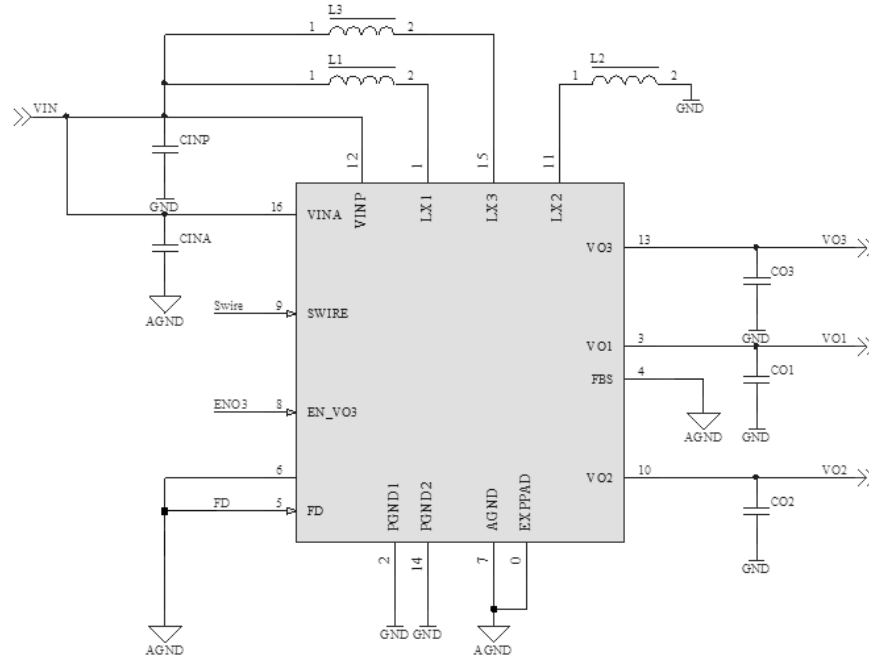 L3
1 2
L1
1 2
L2
1 2
GND
VIN
CINP
GND
12
1
15
11
VINP
LX1
LX3
LX2
16 VINA
CINA
AGND
VO3 13 VO3
CO3
GND
Swire 9 SWIRE
VO1 3 VO1
FBS 4
CO1
AGND
GND
ENO3 8 EN_VO3
6
FD 5 FD
VO2 10 VO2
CO2
GND
PGND1
PGND2
AGND
EXPPAD
2
14
7
0
GND
GND
AGND
AGND